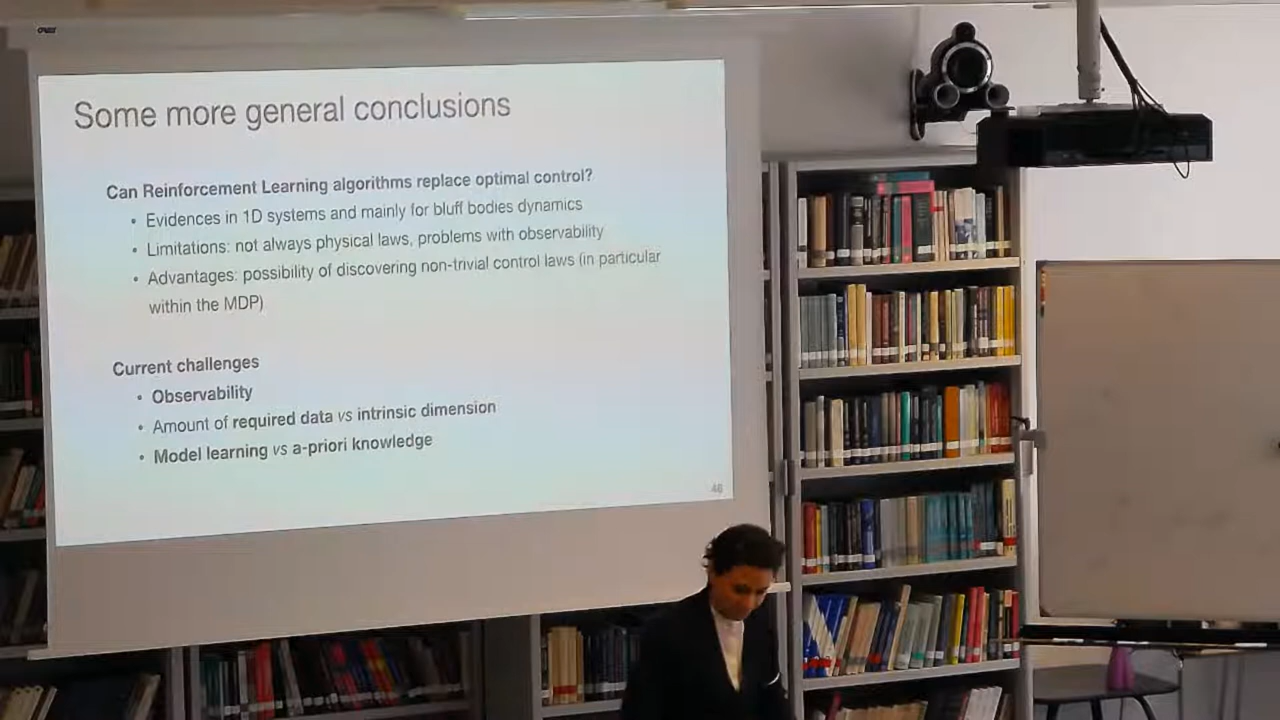 Some more general conclusions
Can Reinforcement Learning algorithms replace optimal control?
• Evidences in 1D systems and mainly for bluff bodies dynamics
• Limitations: not always physical laws, problems with observability
• Advantages: possibility of discovering non-trivial control laws (in particular
within the MDP)
Current challenges
• Observability
• Amount of required data vs intrinsic dimension
• Model learning vs a-priori knowledge
46